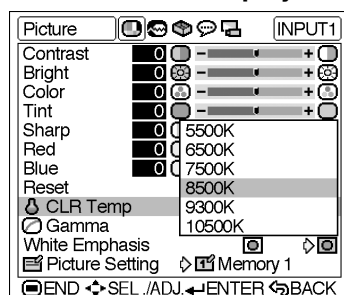 Picture INPUT1
Contrast 0 - +
Bright 0 - +
Color 0 - +
Tint 0 - +
Sharp 0 5500K
Red 0 6500K
Blue 0 7500K
Reset 8500K
CLR Temp 9300K
Gamma 10500K
White Emphasis
Picture Setting 1 Memory 1
END SEL./ADJ. ENTER BACK